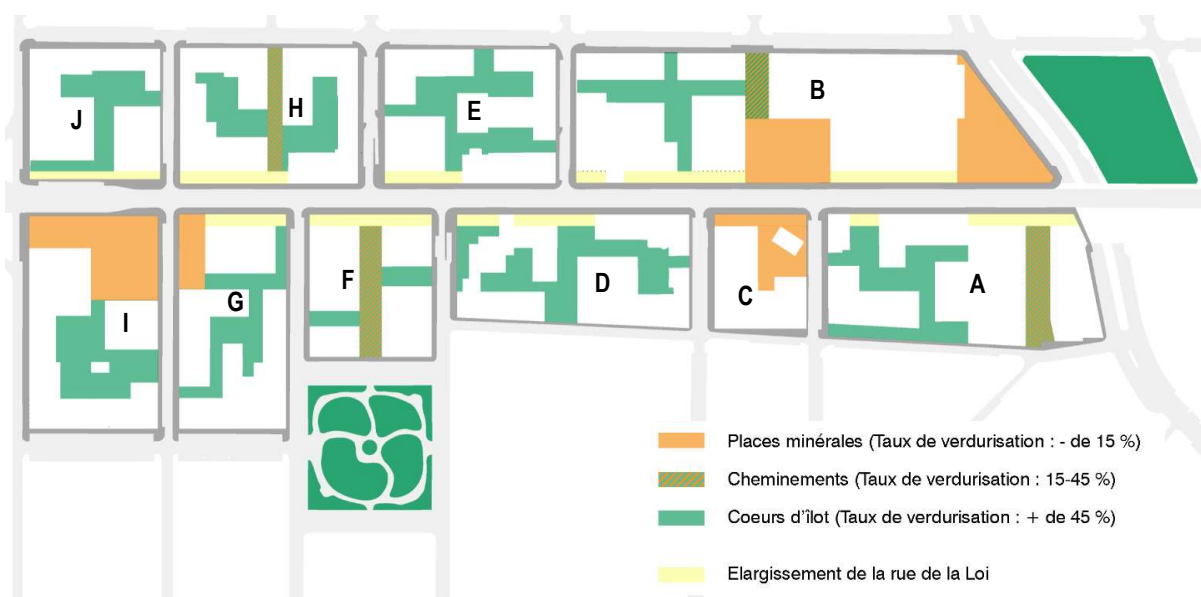 J
H
E
B
I
G
F
D
C
A
Places minérales (Taux de verdurisation : - de 15 %)
Cheminements (Taux de verdurisation : 15-45 %)
Coeurs d'îlot (Taux de verdurisation : + de 45 %)
Elargissement de la rue de la Loi